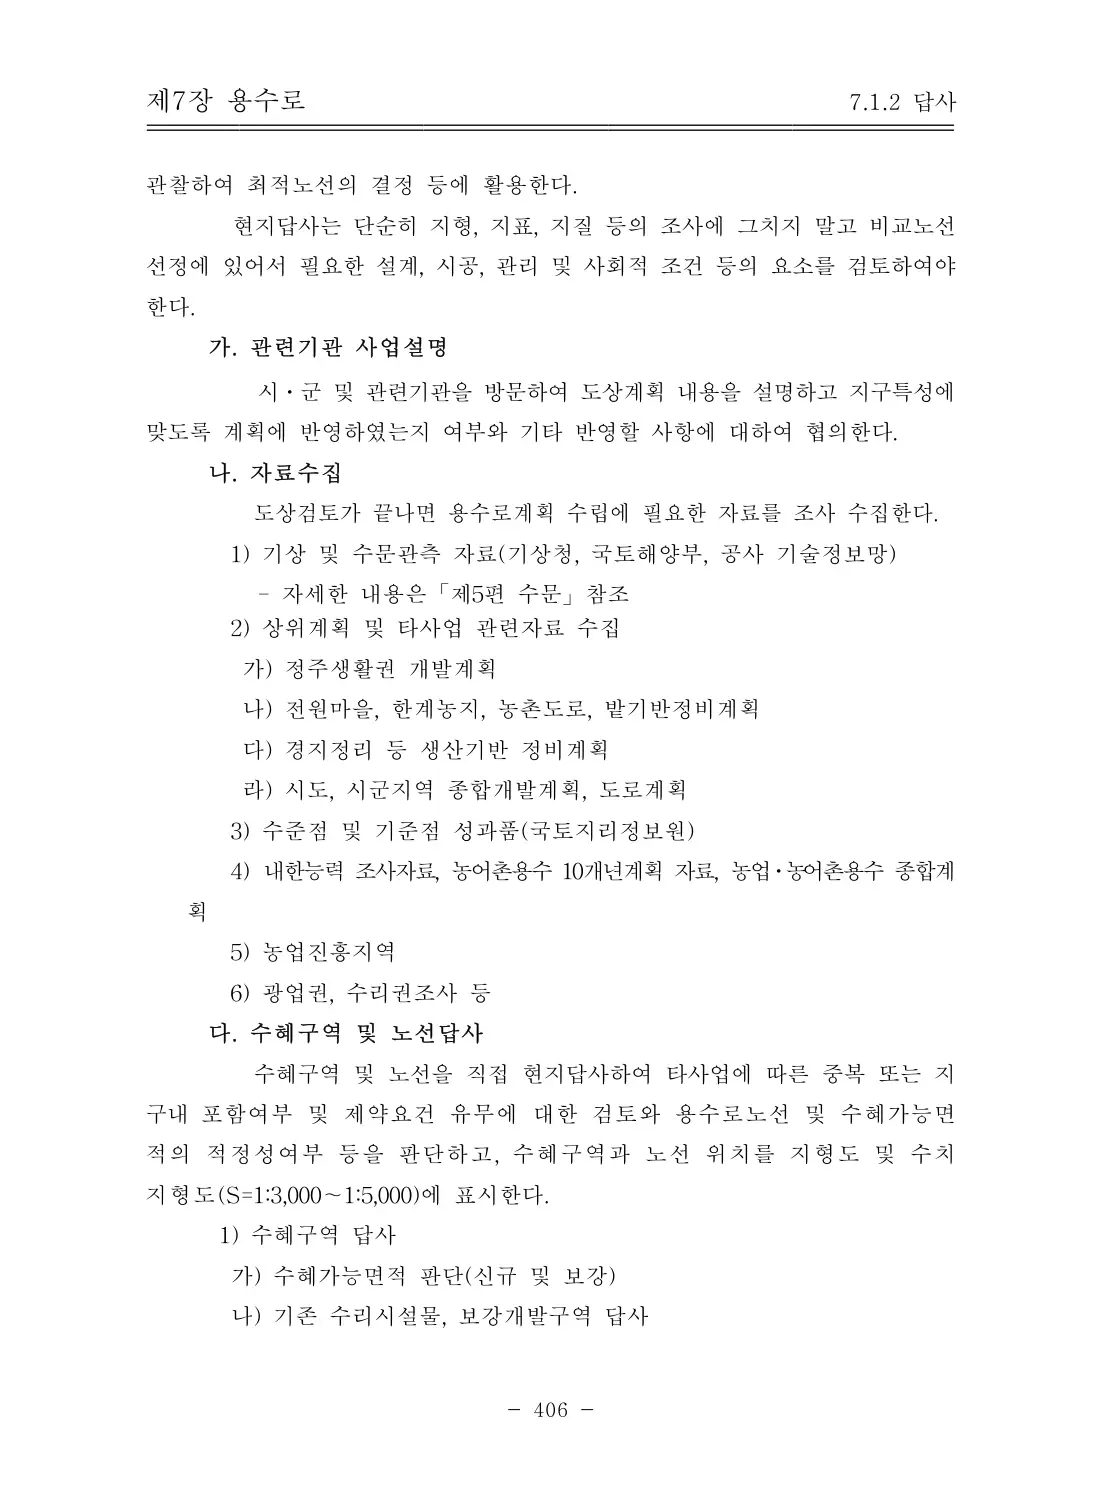 제7장 용수로
7.1.2 답사
관찰하여 최적노선의 결정 등에 활용한다.
현지답사는 단순히 지형, 지표, 지질 등의 조사에 그치지 말고 비교노선
선정에 있어서 필요한 설계, 시공, 관리 및 사회적 조건 등의 요소를 검토하여야
한다.
가. 관련기관 사업설명
시・군 및 관련기관을 방문하여 도상계획 내용을 설명하고 지구특성에
맞도록 계획에 반영하였는지 여부와 기타 반영할 사항에 대하여 협의한다.
나. 자료수집
도상검토가 끝나면 용수로계획 수립에 필요한 자료를 조사 수집한다.
1) 기상 및 수문관측 자료(기상청, 국토해양부, 공사 기술정보망)
- 자세한 내용은「제5편 수문」참조
2) 상위계획 및 타사업 관련자료 수집
가) 정주생활권 개발계획
나) 전원마을, 한계농지, 농촌도로, 밭기반정비계획
다) 경지정리 등 생산기반 정비계획
라) 시도, 시군지역 종합개발계획, 도로계획
3) 수준점 및 기준점 성과품(국토지리정보원)
4) 내한능력 조사자료, 농어촌용수 10개년계획 자료, 농업・농어촌용수 종합계
획
5) 농업진흥지역
6) 광업권, 수리권조사 등
다. 수혜구역 및 노선답사
수혜구역 및 노선을 직접 현지답사하여 타사업에 따른 중복 또는 지
구내 포함여부 및 제약요건 유무에 대한 검토와 용수로노선 및 수혜가능면
적의 적정성여부 등을 판단하고, 수혜구역과 노선 위치를 지형도 및 수치
지형도(S=1:3,000～1:5,000)에 표시한다.
1) 수혜구역 답사
가) 수혜가능면적 판단(신규 및 보강)
나) 기존 수리시설물, 보강개발구역 답사
- 406 -